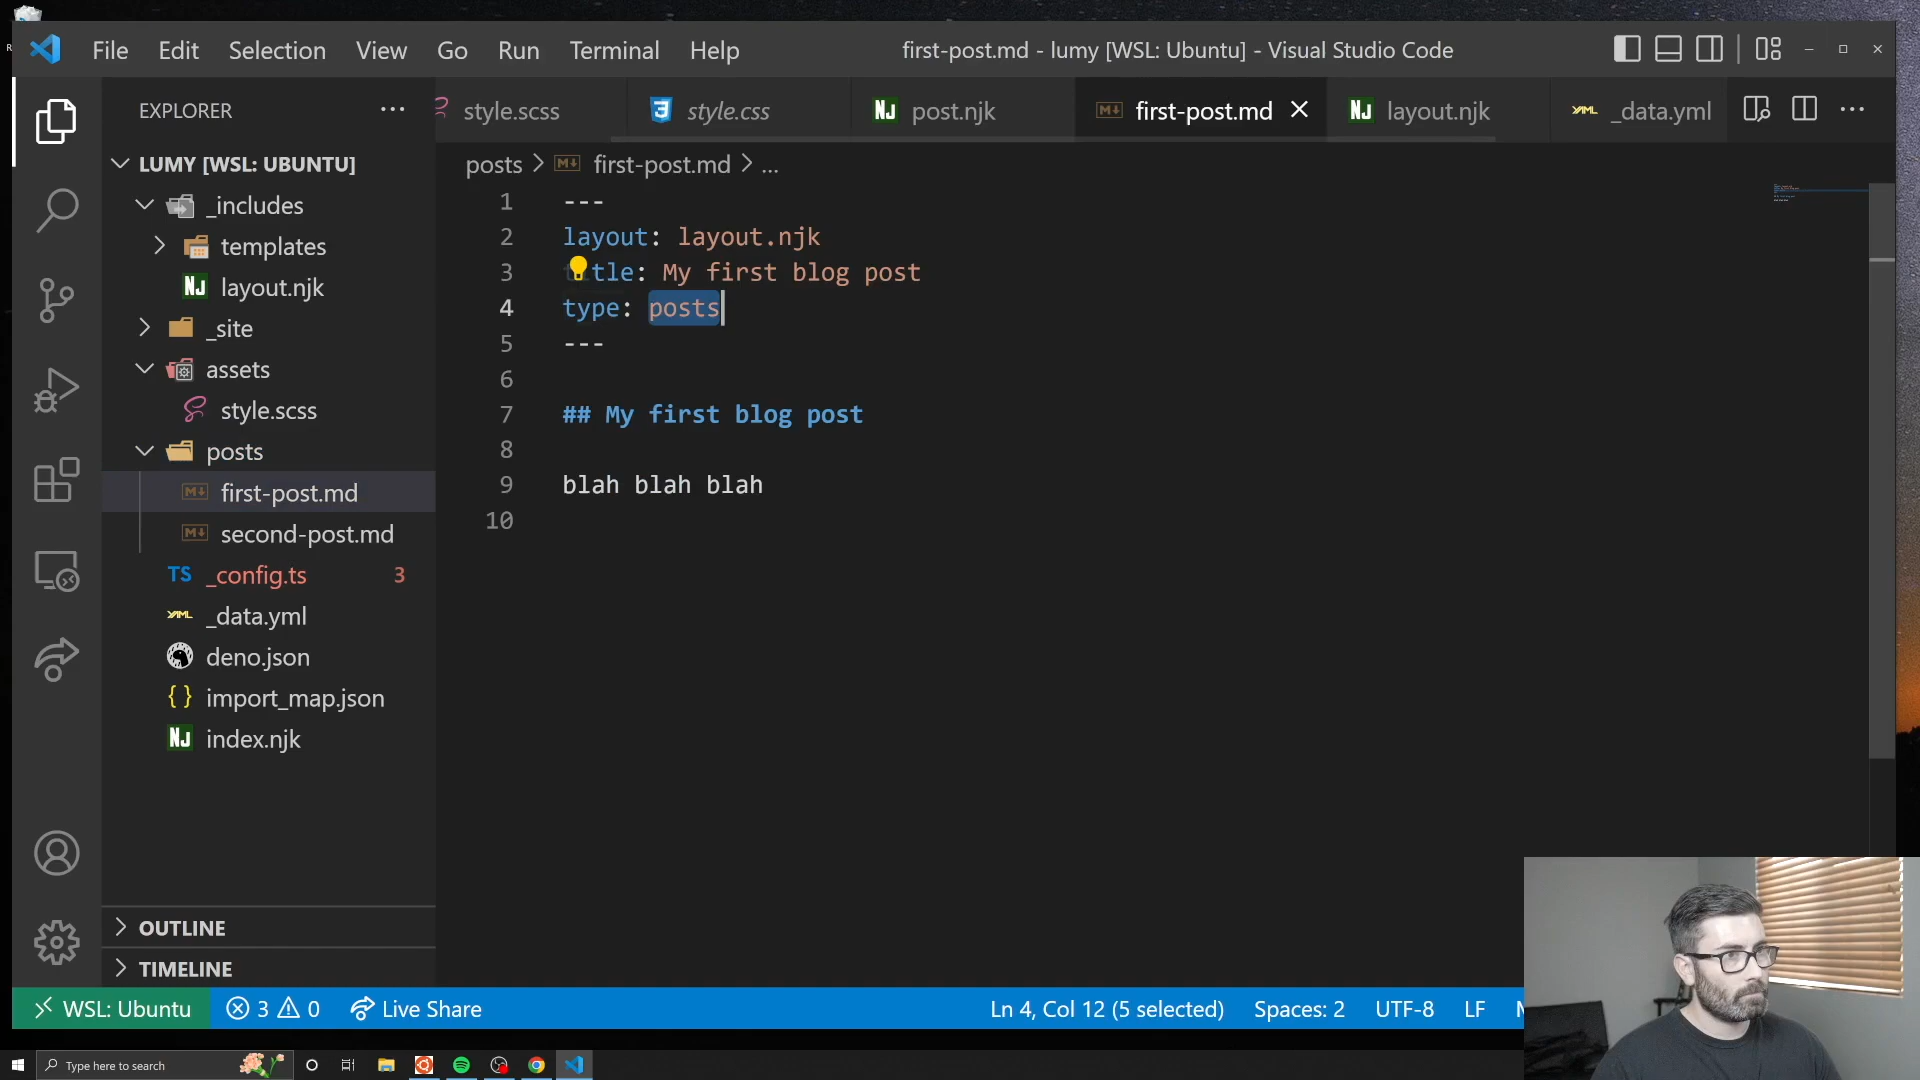 File Edit Selection View Go Run Terminal Help first-post.md - lumy [WSL: Ubuntu] - Visual Studio Code
EXPLORER
style.scss style.css post.njk first-post.md layout.njk _data.yml
LUMY [WSL: UBUNTU]
_includes
templates
layout.njk
_site
assets
style.scss
posts
first-post.md
second-post.md
TS _config.ts 3
_data.yml
deno.json
import_map.json
index.njk
OUTLINE
TIMELINE
posts > first-post.md > ...
1 ---
2 layout: layout.njk
3 title: My first blog post
4 type: posts
5 ---
6
7 ## My first blog post
8
9 blah blah blah
10
WSL: Ubuntu 3 0 Live Share Ln 4, Col 12 (5 selected) Spaces: 2 UTF-8 LF
Type here to search